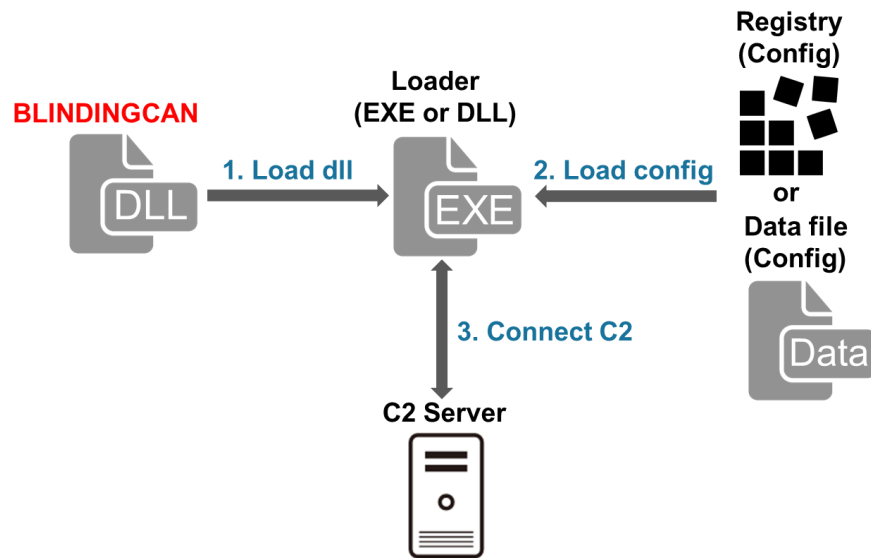 BLINDINGCAN
DLL
1. Load dll
Loader
(EXE or DLL)
EXE
2. Load config
Registry
(Config)
or
Data file
(Config)
Data
3. Connect C2
C2 Server